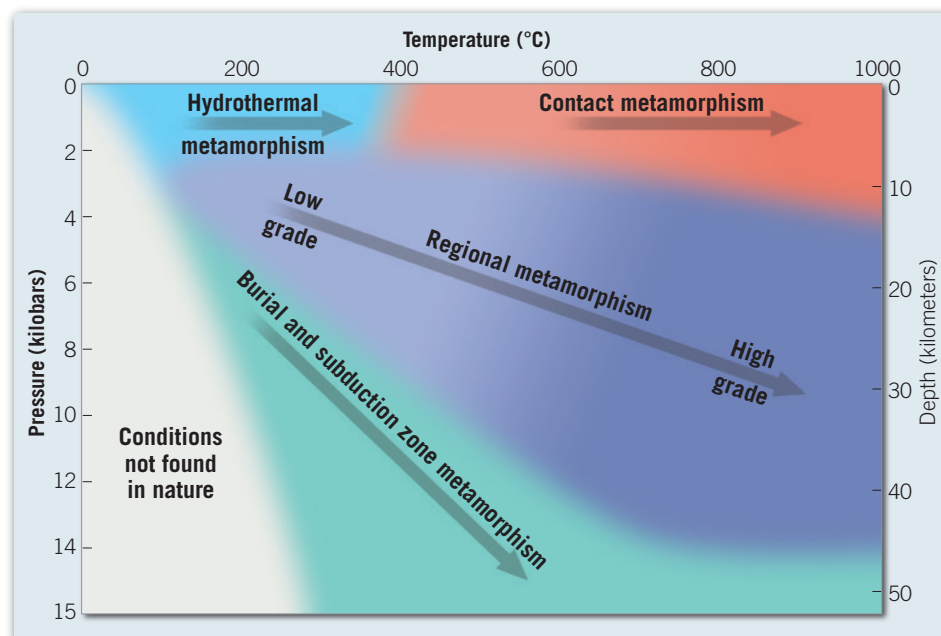 Temperature (°C)
0 200 400 600 800 1000
0
2
4
6
8
10
12
14
15
Pressure (kilobars)
0
10
20
30
40
50
Depth (kilometers)
Hydrothermal
metamorphism
Contact metamorphism
Low
grade
Regional metamorphism
High
grade
Burial and subduction zone metamorphism
Conditions
not found
in nature